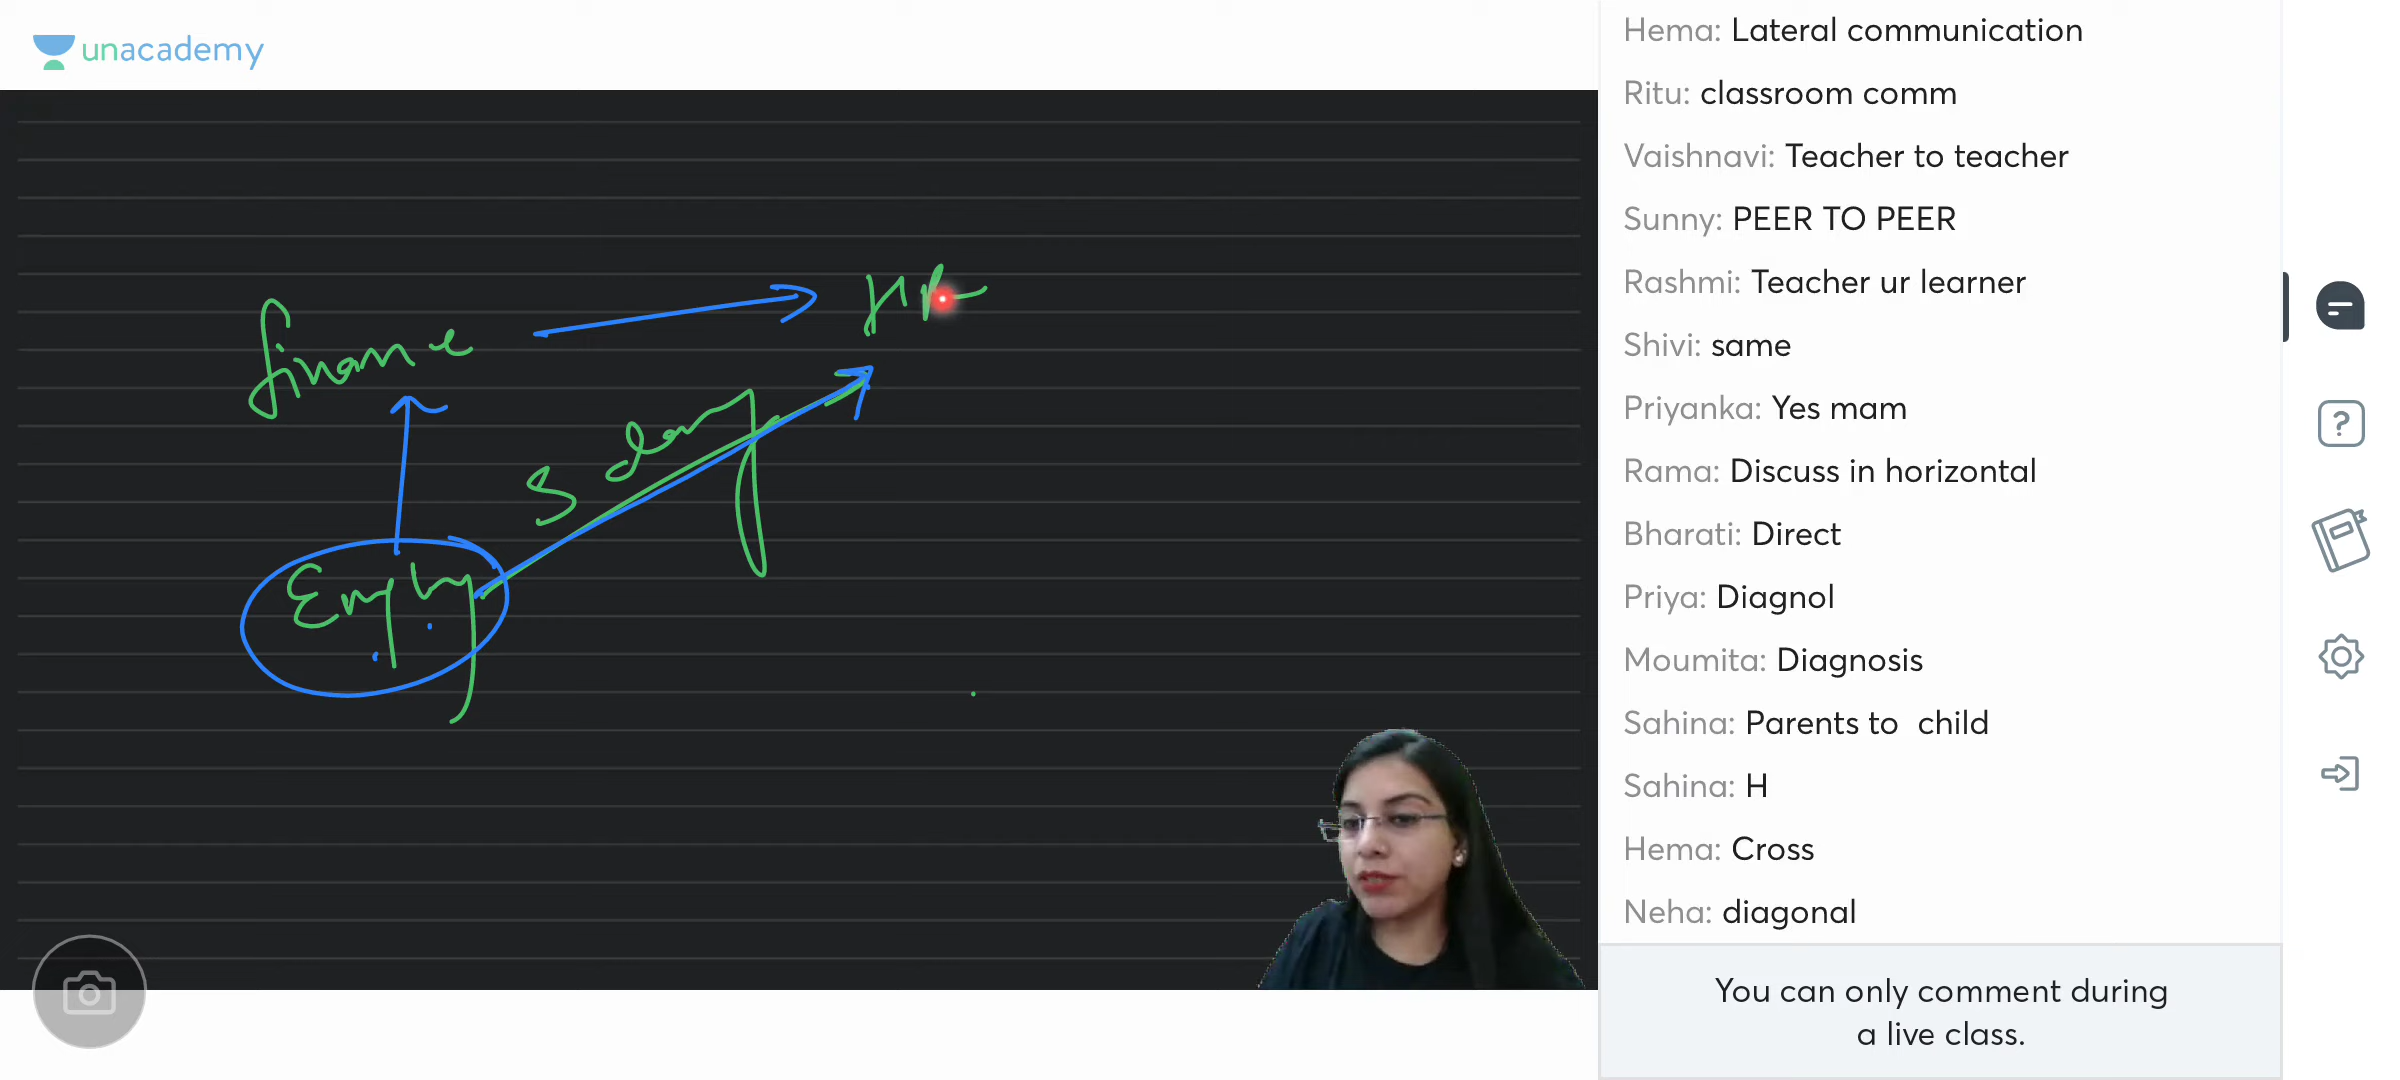 unacademy
finance
HR
5 day
Emply
Hema: Lateral communication
Ritu: classroom comm
Vaishnavi: Teacher to teacher
Sunny: PEER TO PEER
Rashmi: Teacher ur learner
Shivi: same
Priyanka: Yes mam
Rama: Discuss in horizontal
Bharati: Direct
Priya: Diagnol
Moumita: Diagnosis
Sahina: Parents to  child
Sahina: H
Hema: Cross
Neha: diagonal
You can only comment during
a live class.